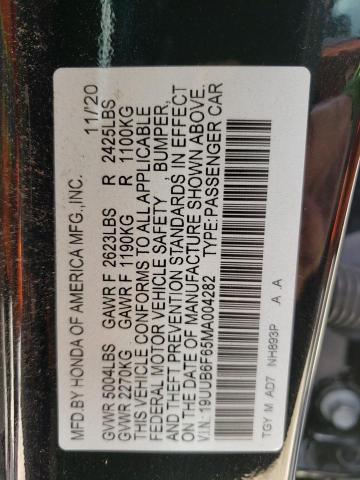 MFD.BY HONDA OF AMERICA MFG.,INC. 11/'20
GVWR 5004LBS GAWR F 2623LBS R 2425LBS
GVWR 2270KG GAWR F 1190KG R 1100KG
THIS VEHICLE CONFORMS TO ALL APPLICABLE
FEDERAL MOTOR VEHICLE SAFETY, BUMPER,
AND THEFT PREVENTION STANDARDS IN EFFECT
ON THE DATE OF MANUFACTURE SHOWN ABOVE.
V.I.N.: 19UUB6F65MA004282 TYPE:PASSENGER CAR
TGY M AD7 NH893P A A